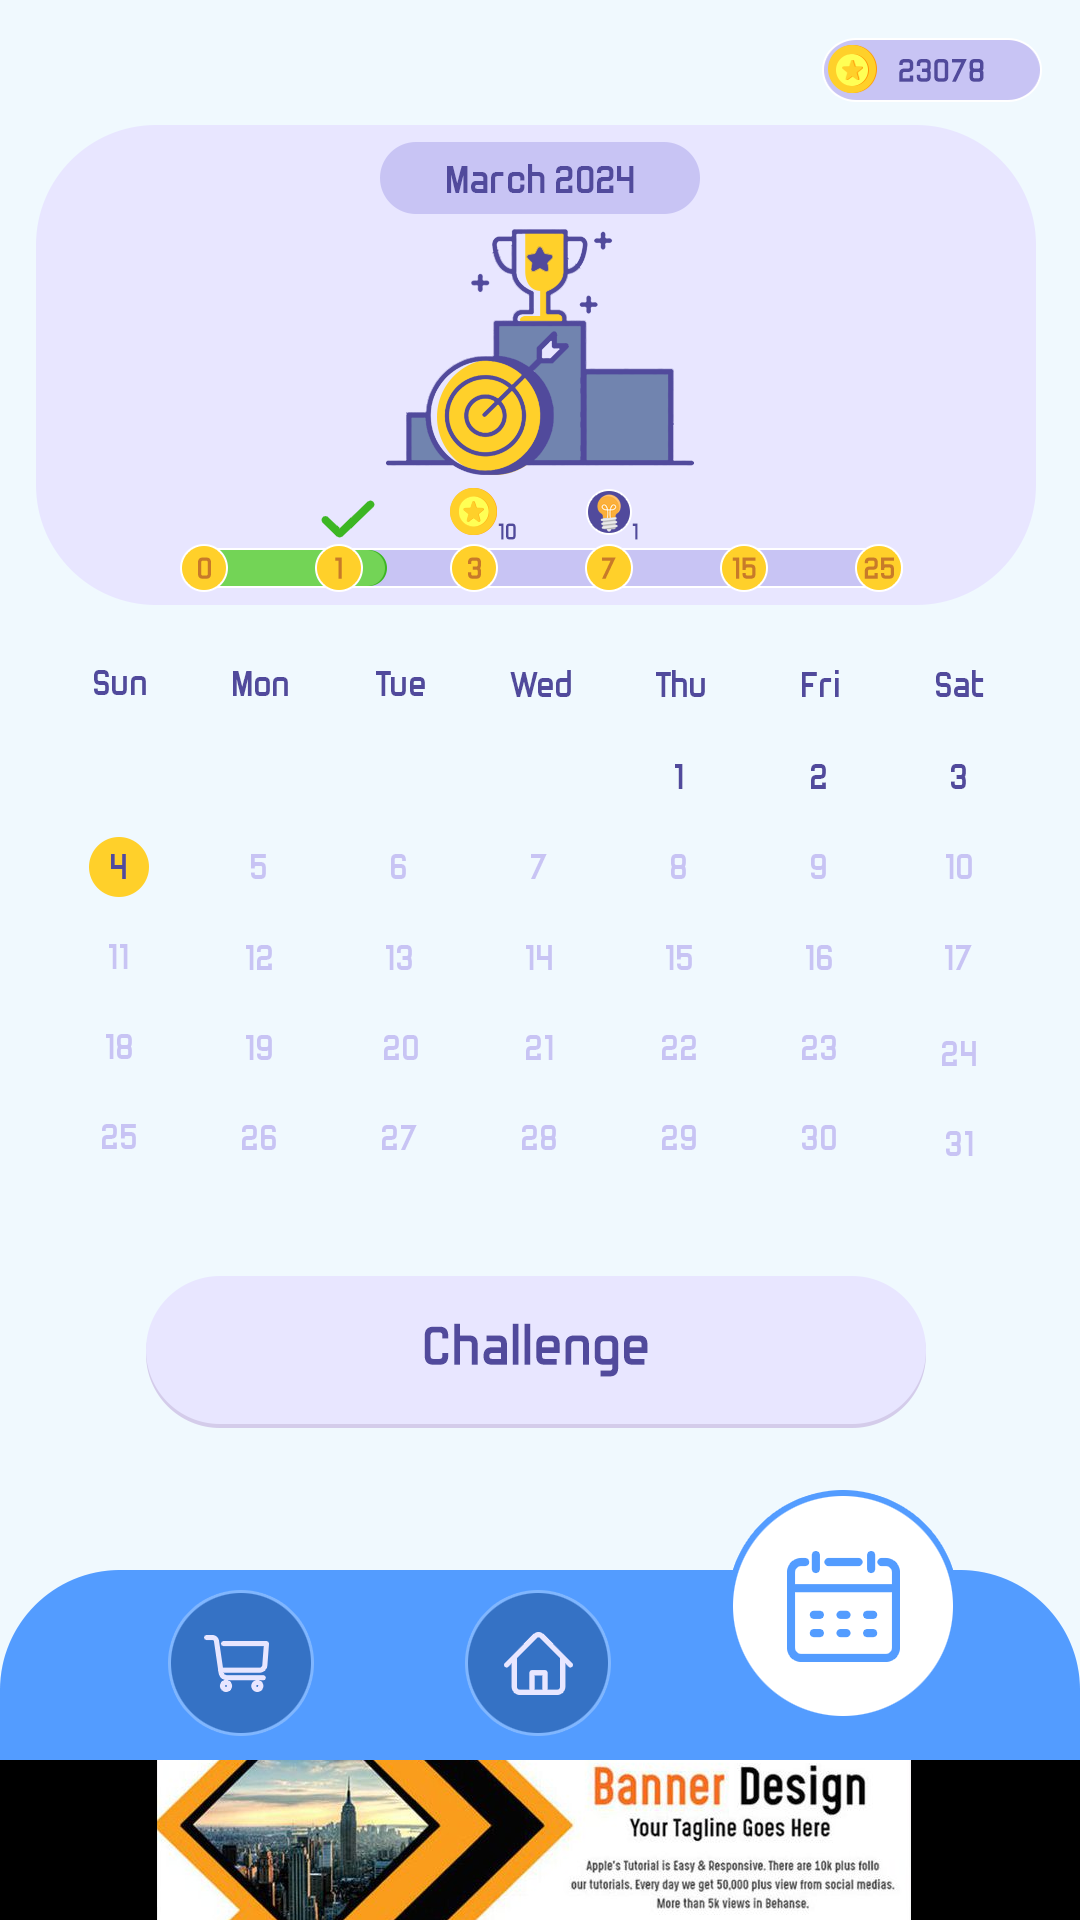 23078
March 2024
10 1
0 1 3 7 15 25
Sun Mon Tue Wed Thu Fri Sat
1 2 3
4 5 6 7 8 9 10
11 12 13 14 15 16 17
18 19 20 21 22 23 24
25 26 27 28 29 30 31
Challenge
Banner Design
Your Tagline Goes Here
Apple's Tutorial is Easy & Responsive. There are 10k plus follo
our tutorials. Every day we get 50,000 plus view from social medias.
More than 5k views in Behanse.